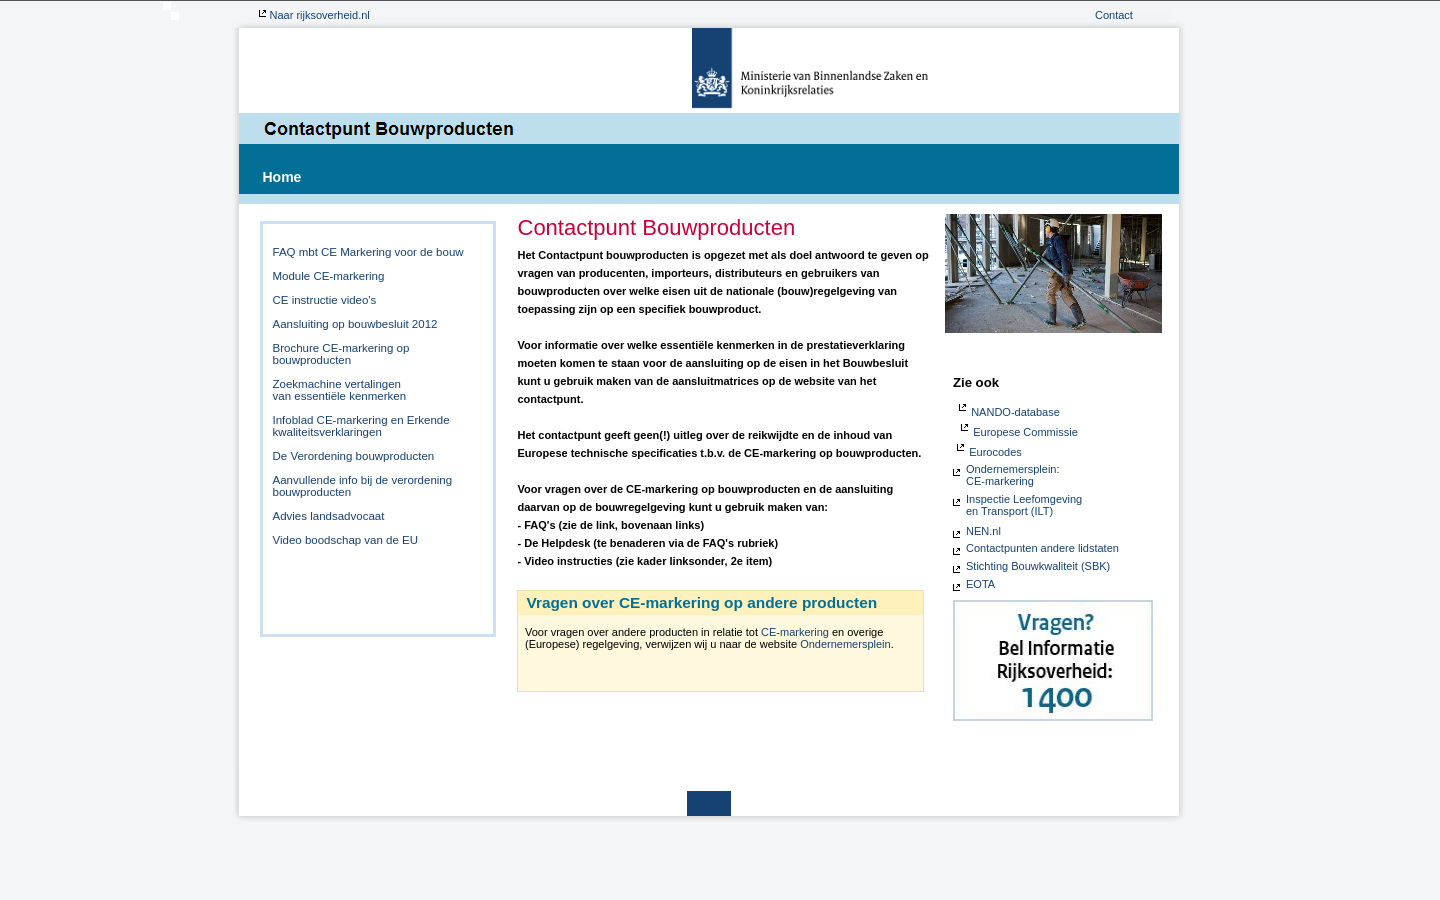 Naar rijksoverheid.nl
Contact
Ministerie van Binnenlandse Zaken en
Koninkrijksrelaties
Contactpunt Bouwproducten
Home
FAQ mbt CE Markering voor de bouw
Module CE-markering
CE instructie video's
Aansluiting op bouwbesluit 2012
Brochure CE-markering op
bouwproducten
Zoekmachine vertalingen
van essentiële kenmerken
Infoblad CE-markering en Erkende
kwaliteitsverklaringen
De Verordening bouwproducten
Aanvullende info bij de verordening
bouwproducten
Advies landsadvocaat
Video boodschap van de EU
Contactpunt Bouwproducten
Het Contactpunt bouwproducten is opgezet met als doel antwoord te geven op
vragen van producenten, importeurs, distributeurs en gebruikers van
bouwproducten over welke eisen uit de nationale (bouw)regelgeving van
toepassing zijn op een specifiek bouwproduct.
Voor informatie over welke essentiële kenmerken in de prestatieverklaring
moeten komen te staan voor de aansluiting op de eisen in het Bouwbesluit
kunt u gebruik maken van de aansluitmatrices op de website van het
contactpunt.
Het contactpunt geeft geen(!) uitleg over de reikwijdte en de inhoud van
Europese technische specificaties t.b.v. de CE-markering op bouwproducten.
Voor vragen over de CE-markering op bouwproducten en de aansluiting
daarvan op de bouwregelgeving kunt u gebruik maken van:
- FAQ's (zie de link, bovenaan links)
- De Helpdesk (te benaderen via de FAQ's rubriek)
- Video instructies (zie kader linksonder, 2e item)
Vragen over CE-markering op andere producten
Voor vragen over andere producten in relatie tot CE-markering en overige
(Europese) regelgeving, verwijzen wij u naar de website Ondernemersplein.
Zie ook
NANDO-database
Europese Commissie
Eurocodes
Ondernemersplein:
CE-markering
Inspectie Leefomgeving
en Transport (ILT)
NEN.nl
Contactpunten andere lidstaten
Stichting Bouwkwaliteit (SBK)
EOTA
Vragen?
Bel Informatie
Rijksoverheid:
1400